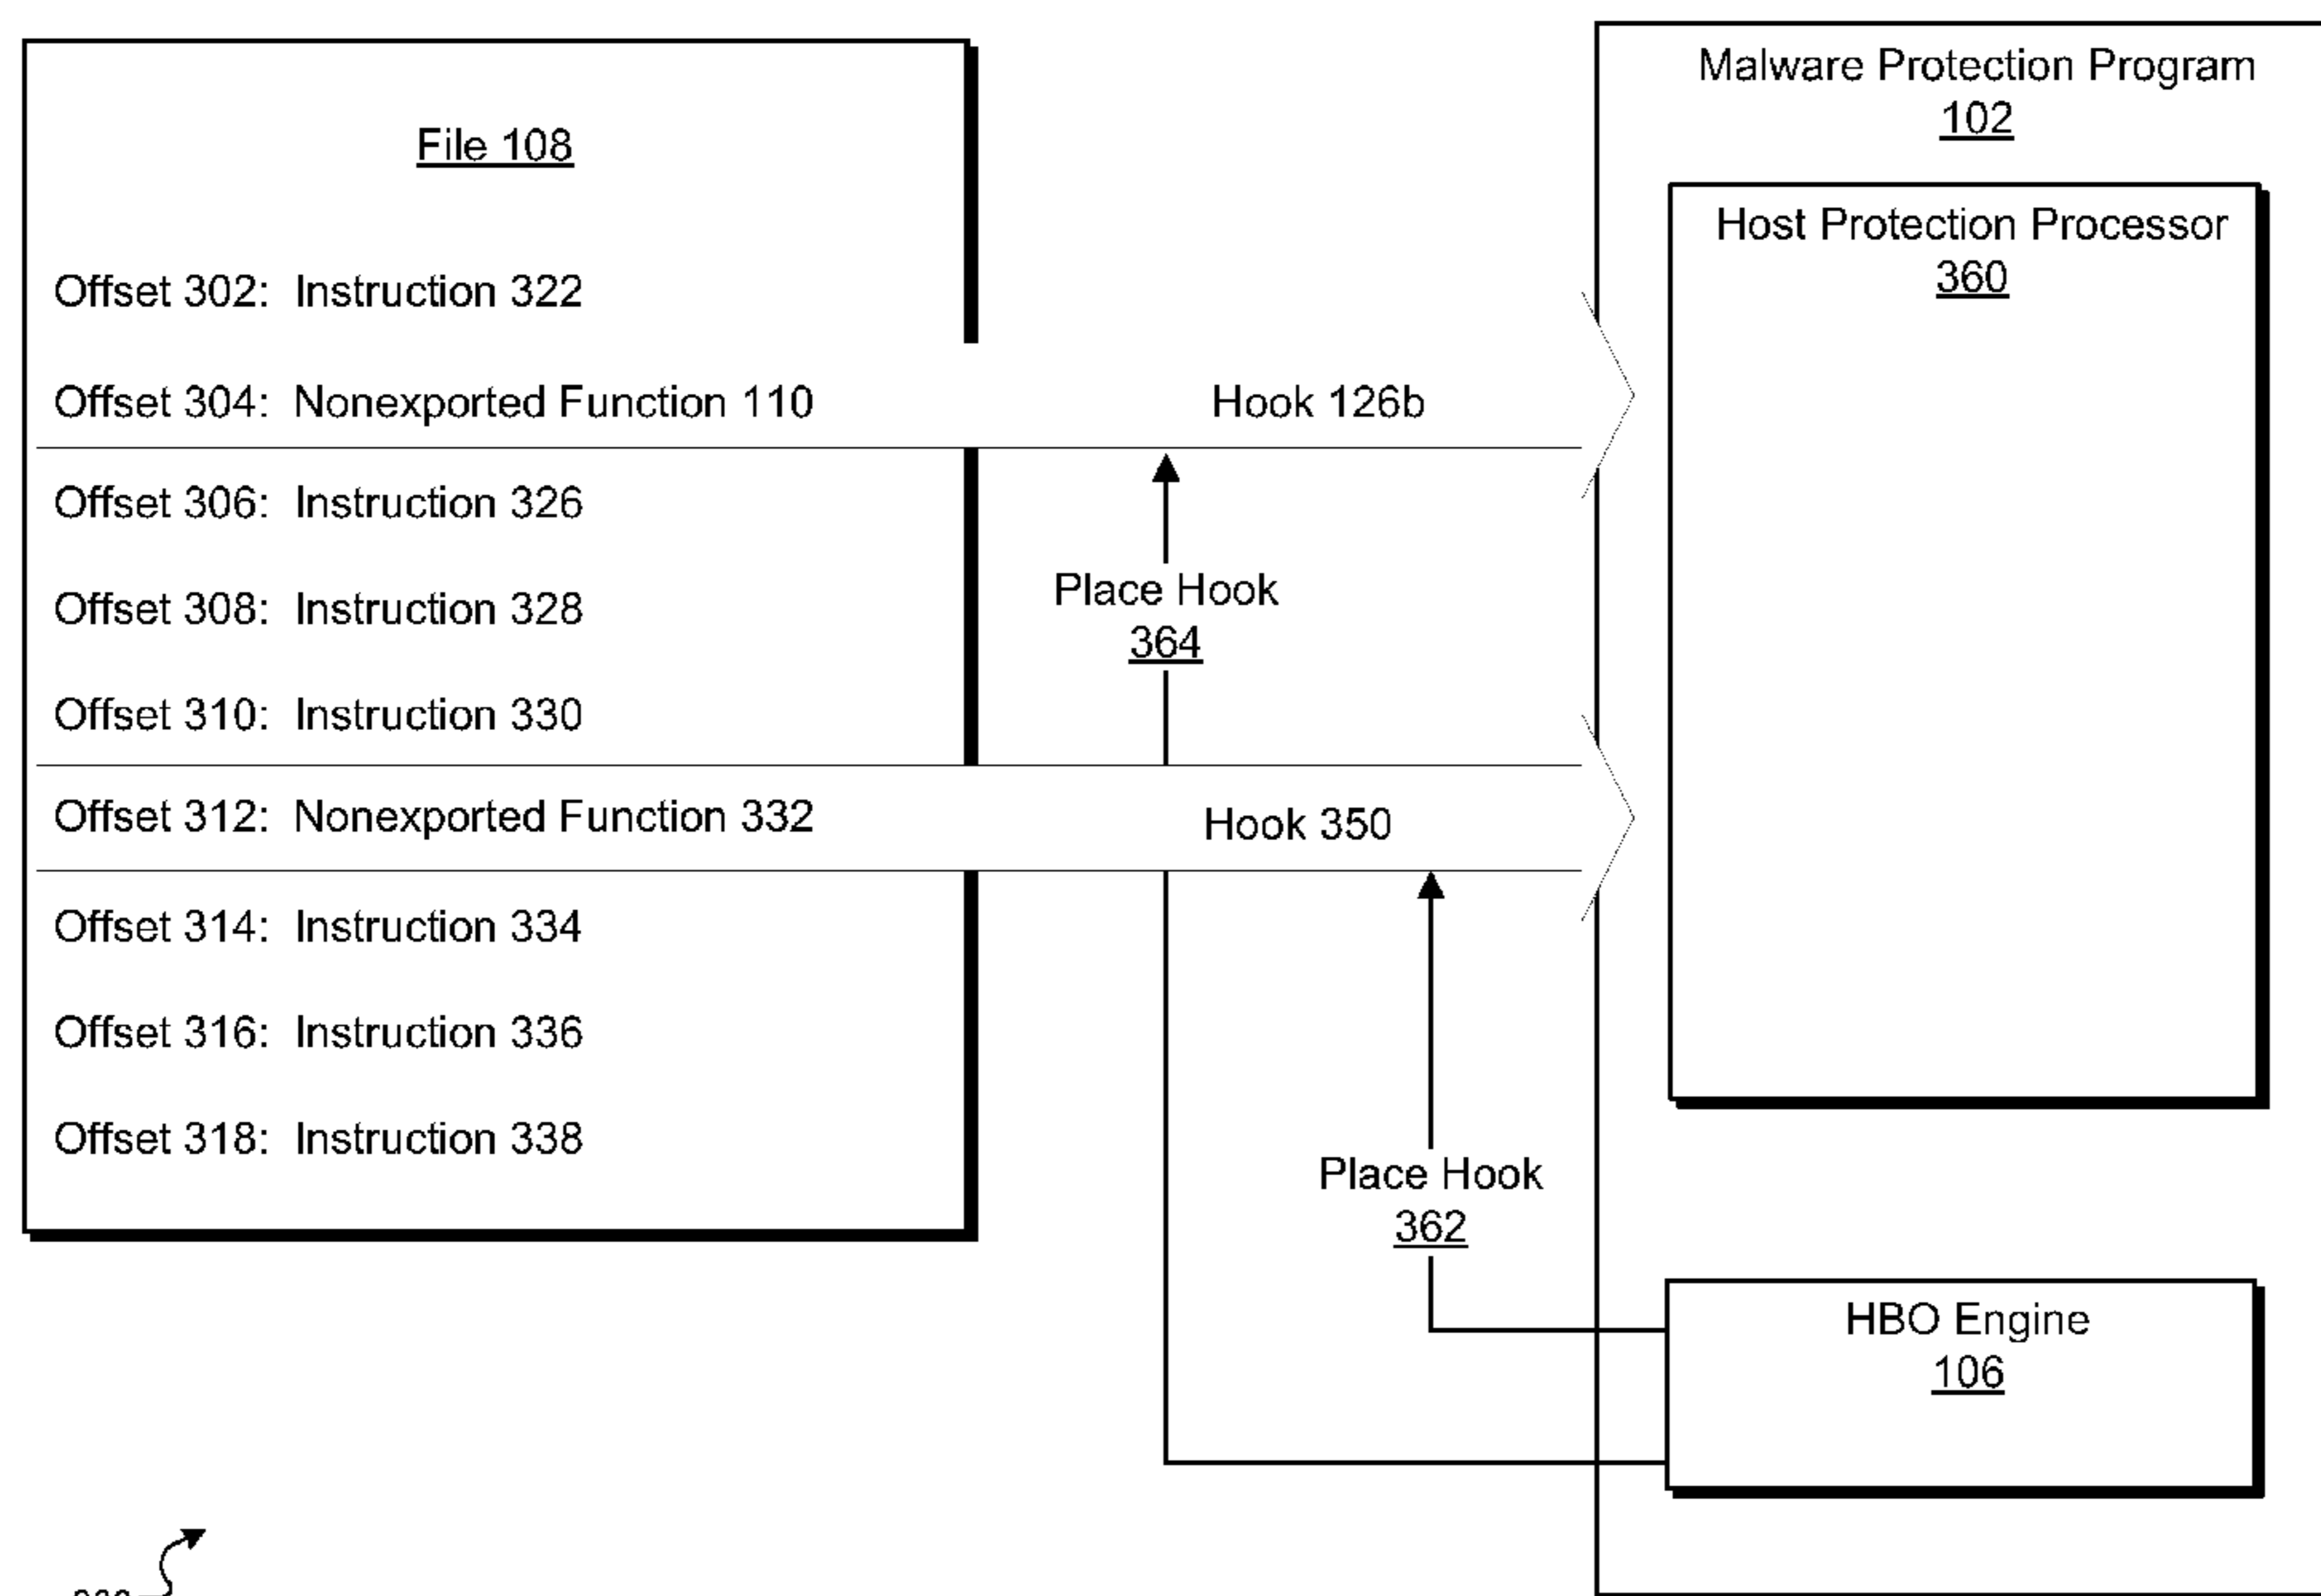 File 108
Offset 302: Instruction 322
Offset 304: Nonexported Function 110
Offset 306: Instruction 326
Offset 308: Instruction 328
Offset 310: Instruction 330
Offset 312: Nonexported Function 332
Offset 314: Instruction 334
Offset 316: Instruction 336
Offset 318: Instruction 338
Hook 126b
Place Hook
364
Hook 350
Place Hook
362
Malware Protection Program
102
Host Protection Processor
360
HBO Engine
106